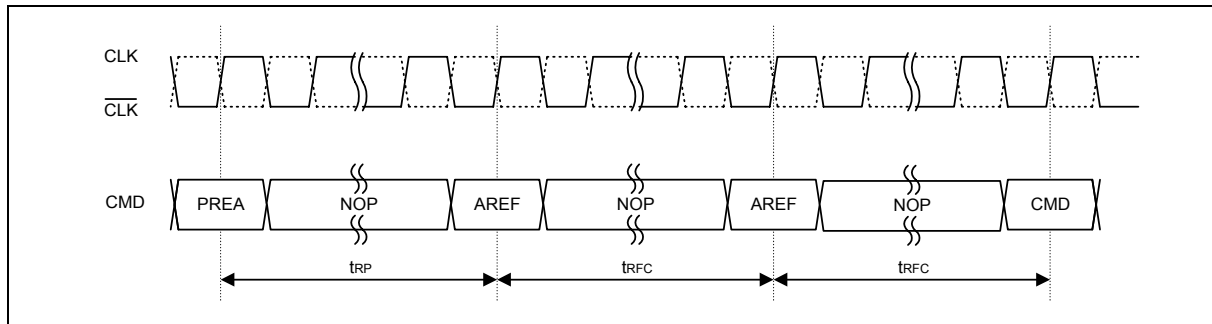 CLK
CLK
CMD PREA NOP AREF NOP AREF NOP CMD
tRP tRFC tRFC